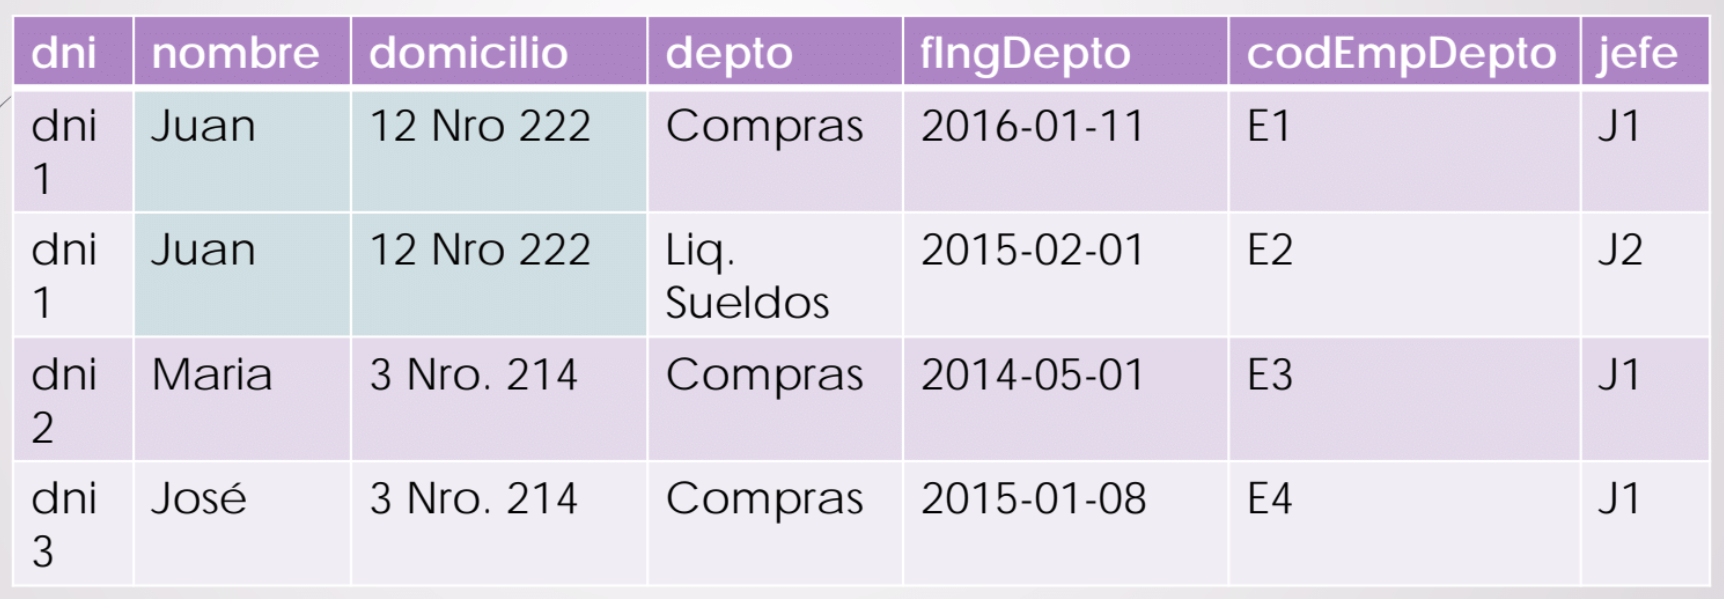 dni nombre domicilio depto fIngDepto codEmpDepto jefe
dni 1 Juan 12 Nro 222 Compras 2016-01-11 E1 J1
dni 1 Juan 12 Nro 222 Liq. Sueldos 2015-02-01 E2 J2
dni 2 Maria 3 Nro. 214 Compras 2014-05-01 E3 J1
dni 3 José 3 Nro. 214 Compras 2015-01-08 E4 J1